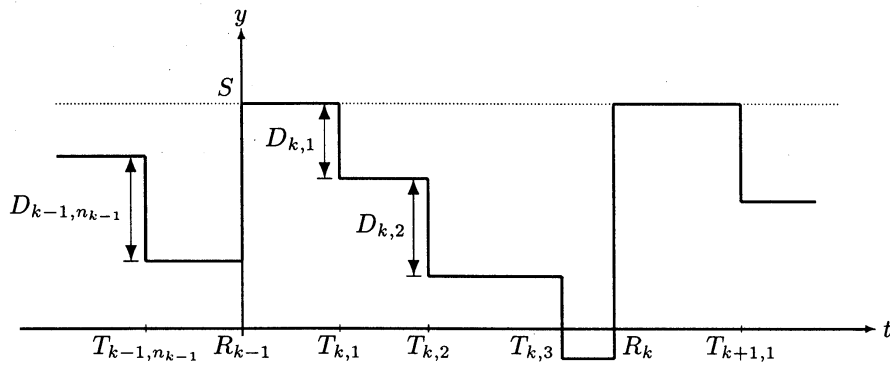 y
S
D_{k,1}
D_{k-1,n_{k-1}}
D_{k,2}
T_{k-1,n_{k-1}} R_{k-1} T_{k,1} T_{k,2} T_{k,3} R_k T_{k+1,1} t